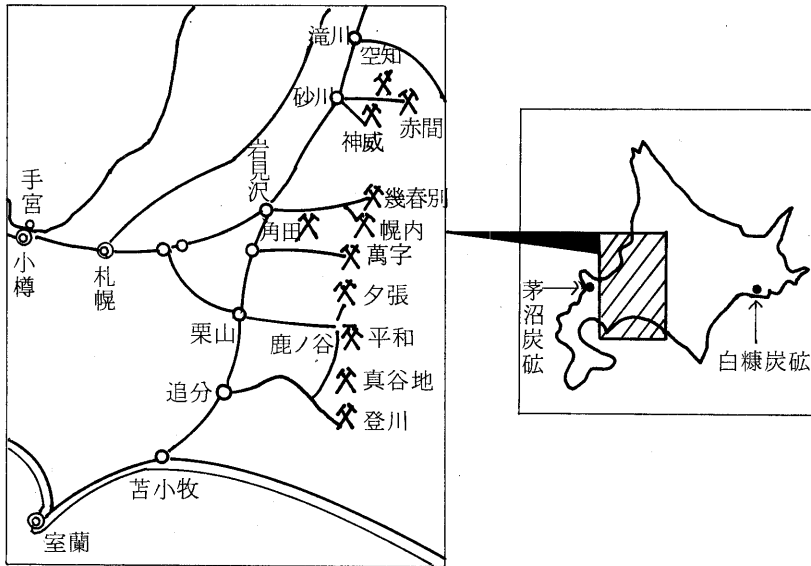 滝川
空知
砂川
神威
赤間
岩見沢
幾春別
手宮
角田
幌内
小樽
札幌
萬字
夕張
栗山
鹿ノ谷
平和
追分
真谷地
登川
苫小牧
室蘭
茅沼炭砿
白糠炭砿